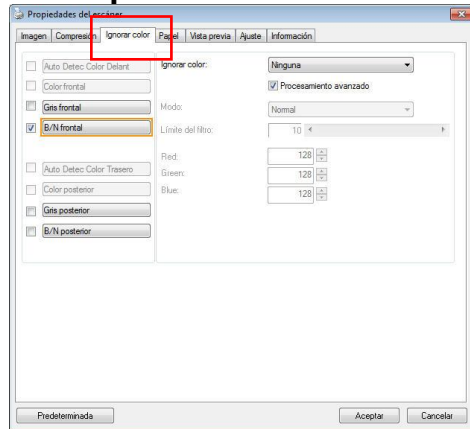 Propiedades del escáner
Imagen Compresión Ignorar color Papel Vista previa Ajuste Información
Auto Detec Color Delant
Color frontal
Gris frontal
B/N frontal
Auto Detec Color Trasero
Color posterior
Gris posterior
B/N posterior
Ignorar color: Ninguna
Procesamiento avanzado
Modo: Normal
Límite del filtro: 10
Red: 128
Green: 128
Blue: 128
Predeterminada Aceptar Cancelar